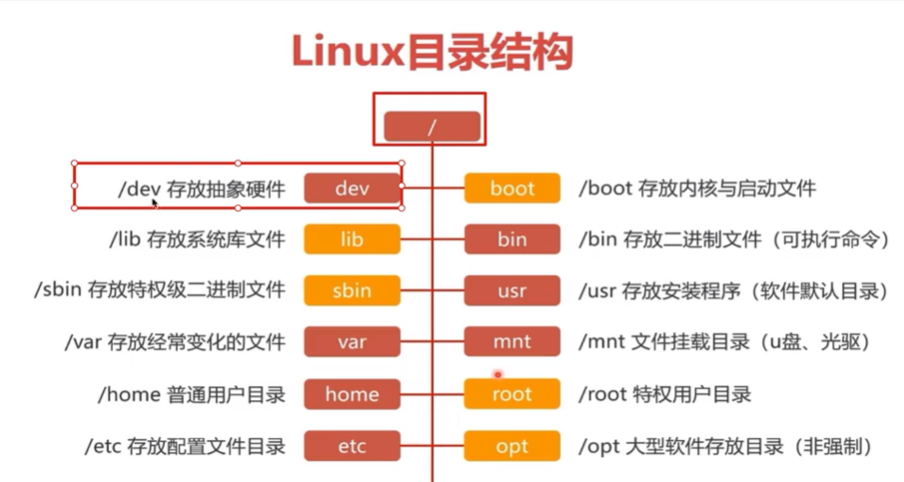 Linux目录结构
/
/dev 存放抽象硬件 dev boot /boot 存放内核与启动文件
/lib 存放系统库文件 lib bin /bin 存放二进制文件（可执行命令）
/sbin 存放特权级二进制文件 sbin usr /usr 存放安装程序（软件默认目录）
/var 存放经常变化的文件 var mnt /mnt 文件挂载目录（u盘、光驱）
/home 普通用户目录 home root /root 特权用户目录
/etc 存放配置文件目录 etc opt /opt 大型软件存放目录（非强制）